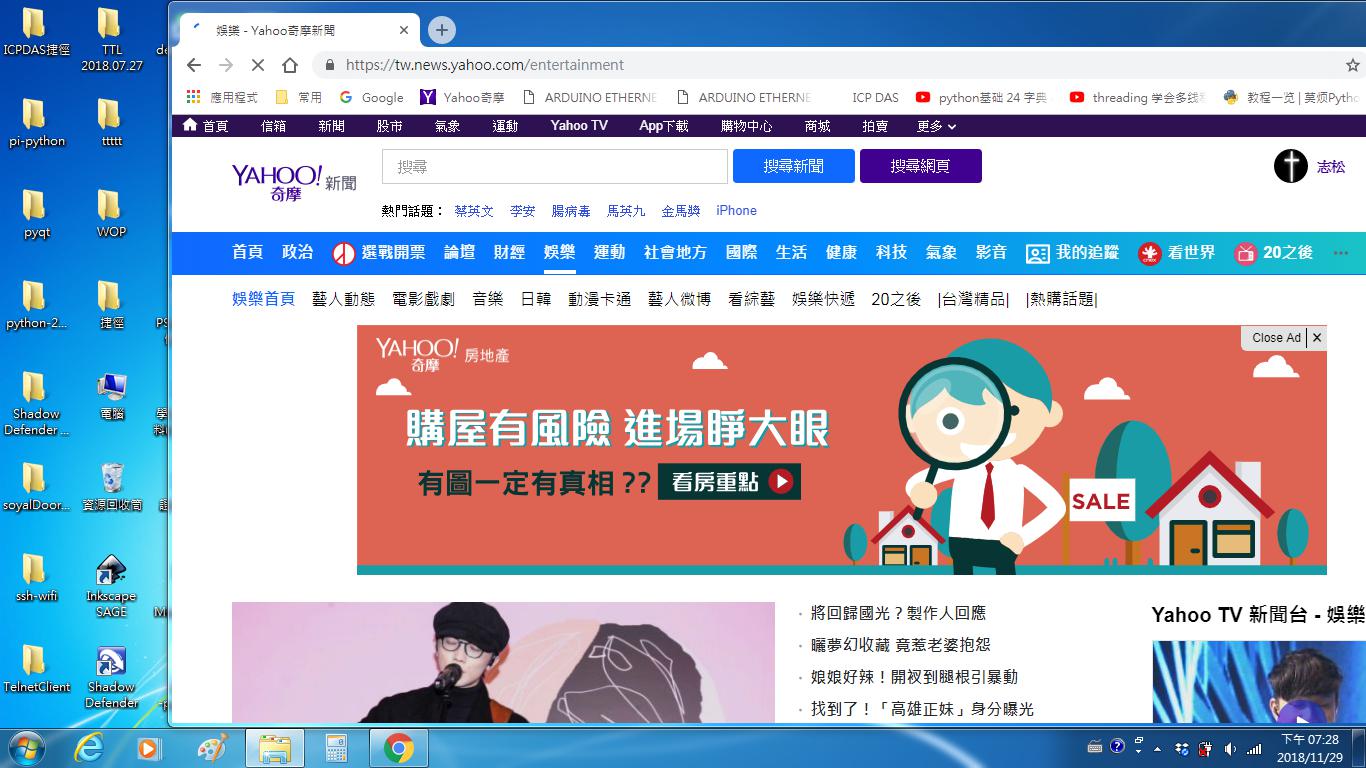 ICPDAS捷徑
TTL
2018.07.27
pi-python
ttttt
pyqt
WOP
python-2...
捷徑
Shadow
Defender ...
電腦
soyalDoor...
資源回收筒
ssh-wifi
Inkscape
SAGE
TelnetClient
Shadow
Defender
娛樂 - Yahoo奇摩新聞
https://tw.news.yahoo.com/entertainment
應用程式 常用 Google Yahoo奇摩 ARDUINO ETHERNE ARDUINO ETHERNE ICP DAS python基础 24 字典 threading 学会多线 教程一览 | 莫烦Pytho
首頁 信箱 新聞 股市 氣象 運動 Yahoo TV App下載 購物中心 商城 拍賣 更多
YAHOO!
奇摩 新聞
搜尋 搜尋新聞 搜尋網頁
志松
熱門話題： 蔡英文 李安 腸病毒 馬英九 金馬獎 iPhone
首頁 政治 選戰開票 論壇 財經 娛樂 運動 社會地方 國際 生活 健康 科技 氣象 影音 我的追蹤 看世界 20之後 ...
娛樂首頁 藝人動態 電影戲劇 音樂 日韓 動漫卡通 藝人微博 看綜藝 娛樂快遞 20之後 |台灣精品| |熱購話題|
YAHOO!
奇摩 房地產
Close Ad ×
購屋有風險 進場睜大眼
有圖一定有真相 ?? 看房重點
SALE
將回歸國光？製作人回應
曬夢幻收藏 竟惹老婆抱怨
娘娘好辣！開衩到腿根引暴動
找到了！「高雄正妹」身分曝光
Yahoo TV 新聞台 - 娛樂
下午 07:28
2018/11/29